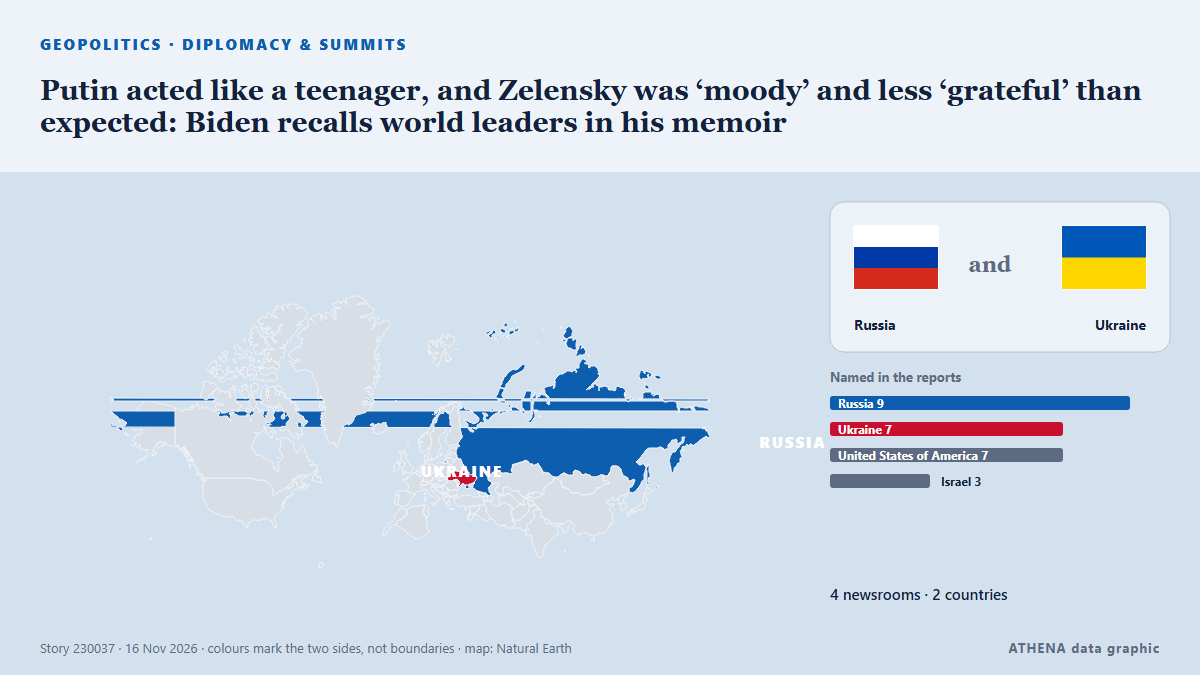 GEOPOLITICS · DIPLOMACY & SUMMITS
Putin acted like a teenager, and Zelensky was ‘moody’ and less ‘grateful’ than
expected: Biden recalls world leaders in his memoir
and
Russia
Ukraine
Named in the reports
Russia 9
Ukraine 7
United States of America 7
Israel 3
RUSSIA
UKRAINE
4 newsrooms · 2 countries
Story 230037 · 16 Nov 2026 · colours mark the two sides, not boundaries · map: Natural Earth
ATHENA data graphic